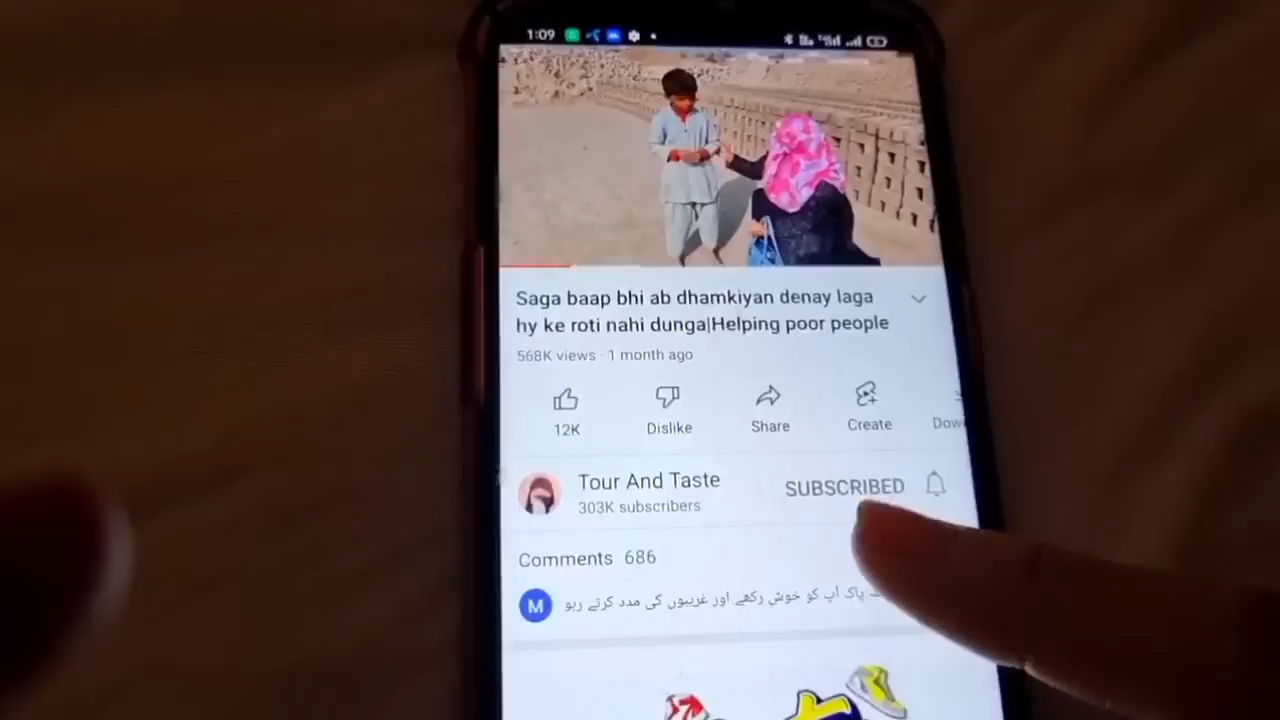 1:09
Saga baap bhi ab dhamkiyan denay laga
hy ke roti nahi dunga|Helping poor people
568K views · 1 month ago
12K
Dislike
Share
Create
Tour And Taste
303K subscribers
SUBSCRIBED
Comments 686
M
پاک آپ کو خوش رکھے اور غریبوں کی مدد کرتے رہو